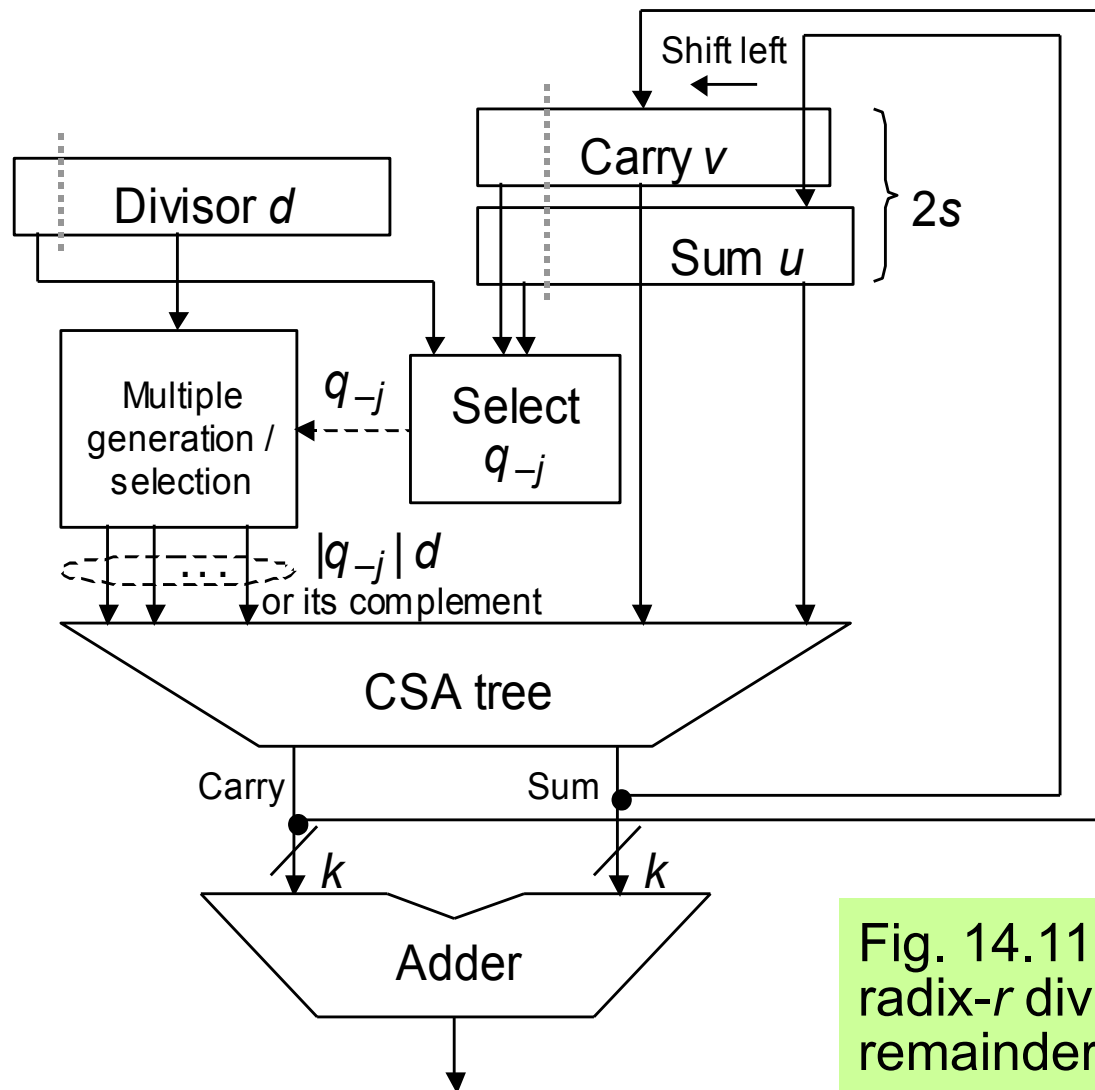 Shift left
Carry v
Divisor d
2s
Sum u
Multiple
generation /
selection
q–j
Select
q–j
. . .
|q–j| d
or its complement
CSA tree
Carry
Sum
k
k
Adder
Fig. 14.11
radix-r div
remainder